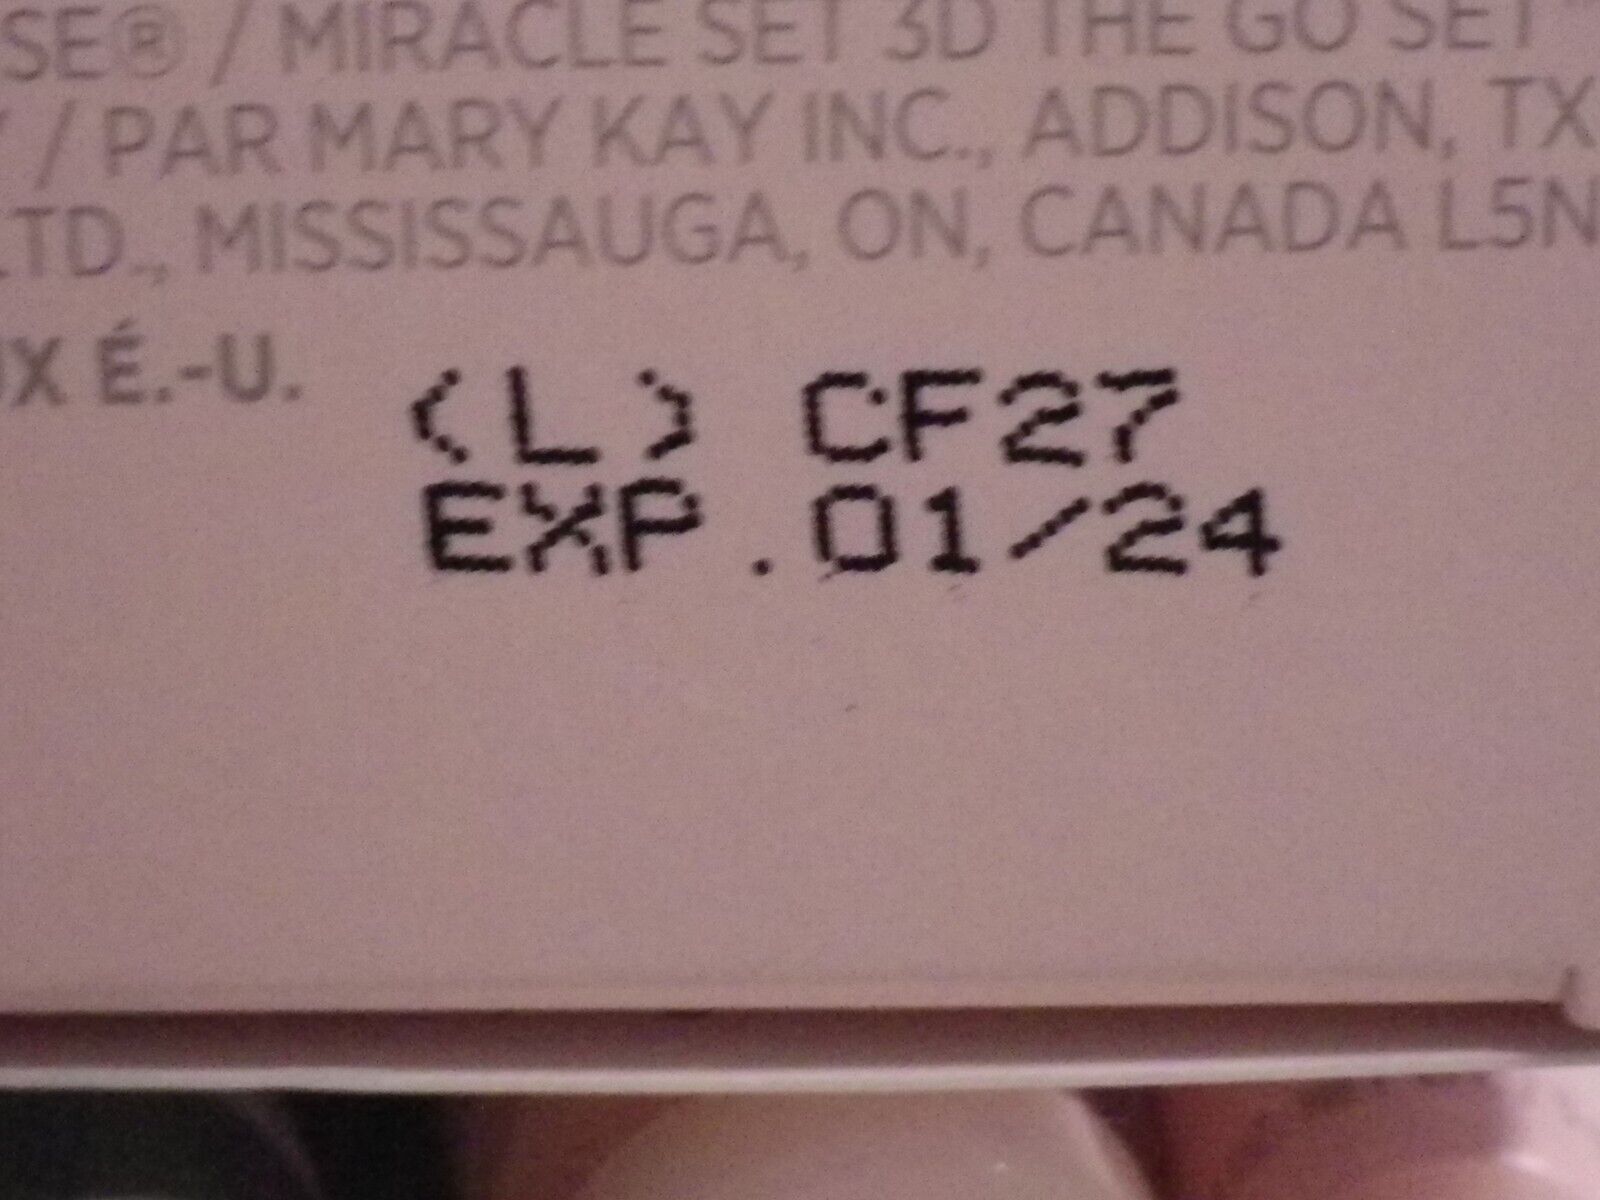 SE® / MIRACLE SET 3D THE GO SET
/ PAR MARY KAY INC., ADDISON, TX
LTD., MISSISSAUGA, ON, CANADA L5N
UX É.-U.
(L) CF27
EXP.01/24